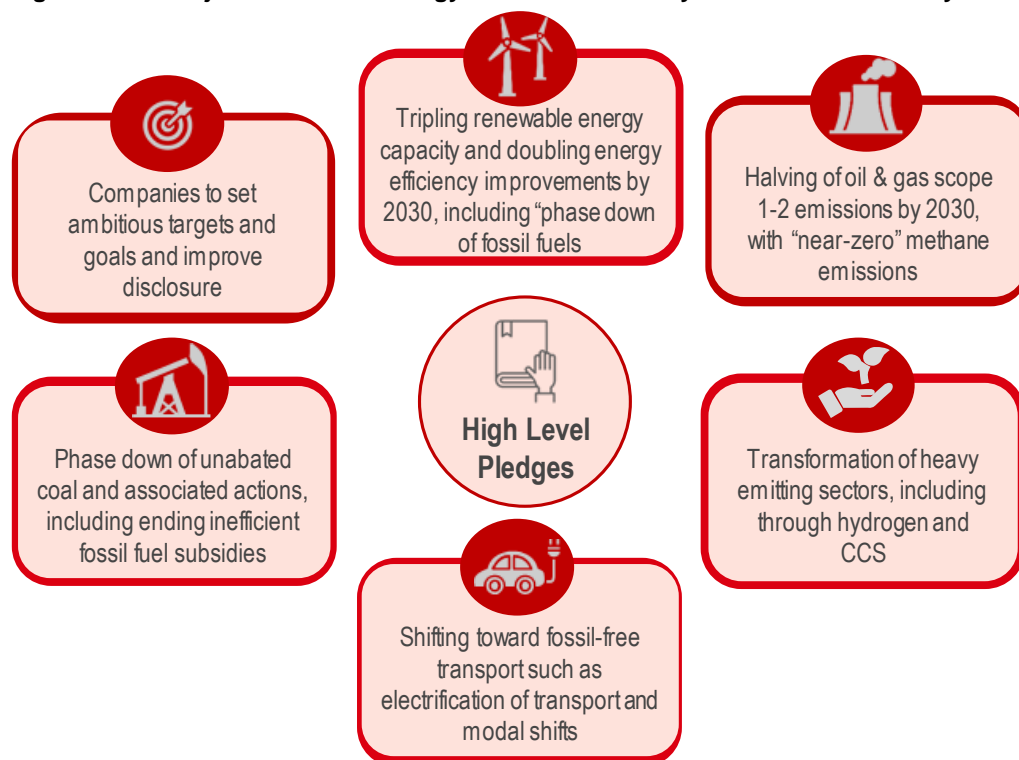 Companies to set
ambitious targets and
goals and improve
disclosure
Tripling renewable energy
capacity and doubling energy
efficiency improvements by
2030, including “phase down
of fossil fuels
Halving of oil & gas scope
1-2 emissions by 2030,
with “near-zero” methane
emissions
High Level
Pledges
Phase down of unabated
coal and associated actions,
including ending inefficient
fossil fuel subsidies
Transformation of heavy
emitting sectors, including
through hydrogen and
CCS
Shifting toward fossil-free
transport such as
electrification of transport and
modal shifts